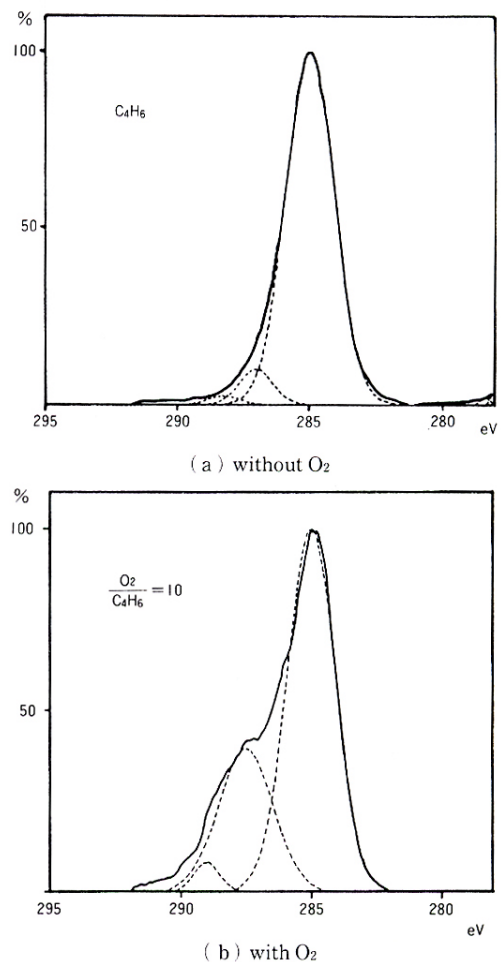 %
100
C₄H₆
50
295 290 285 280
eV
( a ) without O₂
%
100
O₂
C₄H₆ = 10
50
295 290 285 280
eV
( b ) with O₂